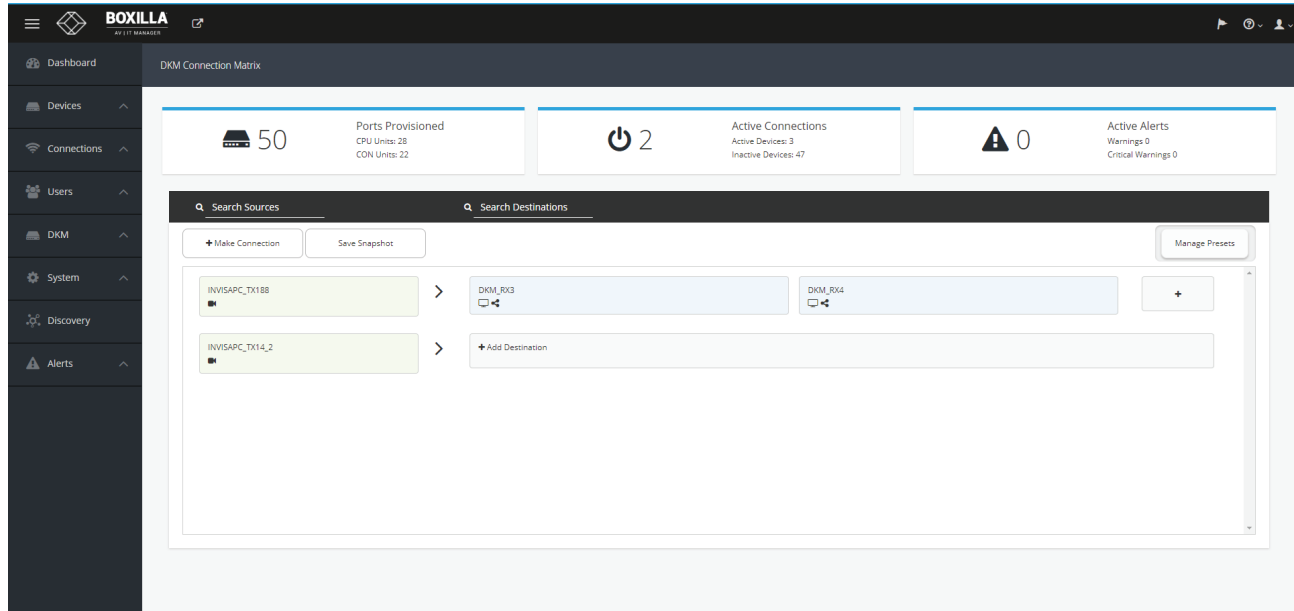 BOXILLA
AV | IT MANAGER
Dashboard
Devices
Connections
Users
DKM
System
Discovery
Alerts
DKM Connection Matrix
50
Ports Provisioned
CPU Units: 28
CON Units: 22
2
Active Connections
Active Devices: 3
Inactive Devices: 47
0
Active Alerts
Warnings 0
Critical Warnings 0
Search Sources
Search Destinations
+ Make Connection
Save Snapshot
Manage Presets
INVISAPC_TX188
DKM_RX3
DKM_RX4
+
INVISAPC_TX14_2
+ Add Destination